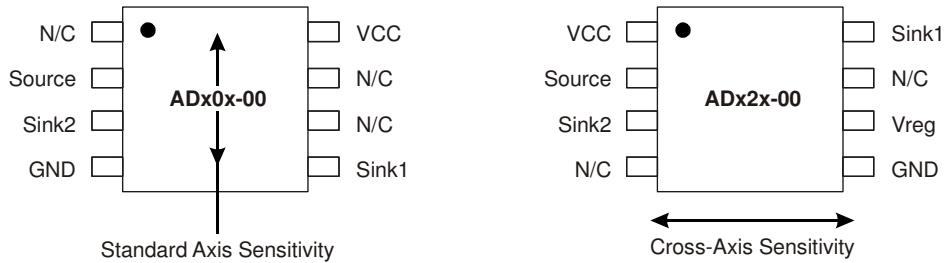 N/C VCC VCC Sink1
Source ADx0x-00 N/C Source ADx2x-00 N/C
Sink2 N/C Sink2 Vreg
GND Sink1 N/C GND
Standard Axis Sensitivity Cross-Axis Sensitivity